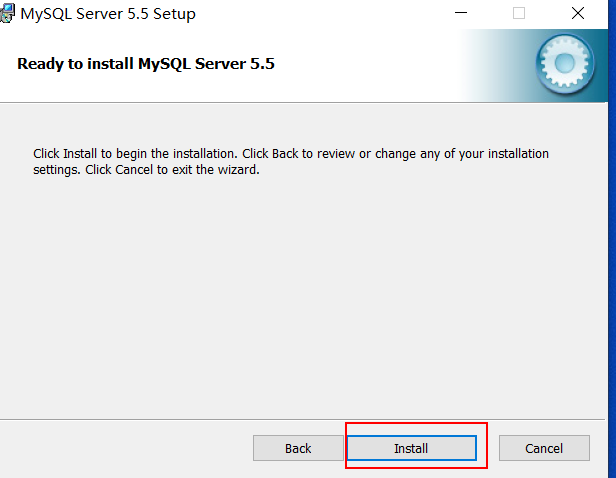 MySQL Server 5.5 Setup
Ready to install MySQL Server 5.5
Click Install to begin the installation. Click Back to review or change any of your installation
settings. Click Cancel to exit the wizard.
Back Install Cancel